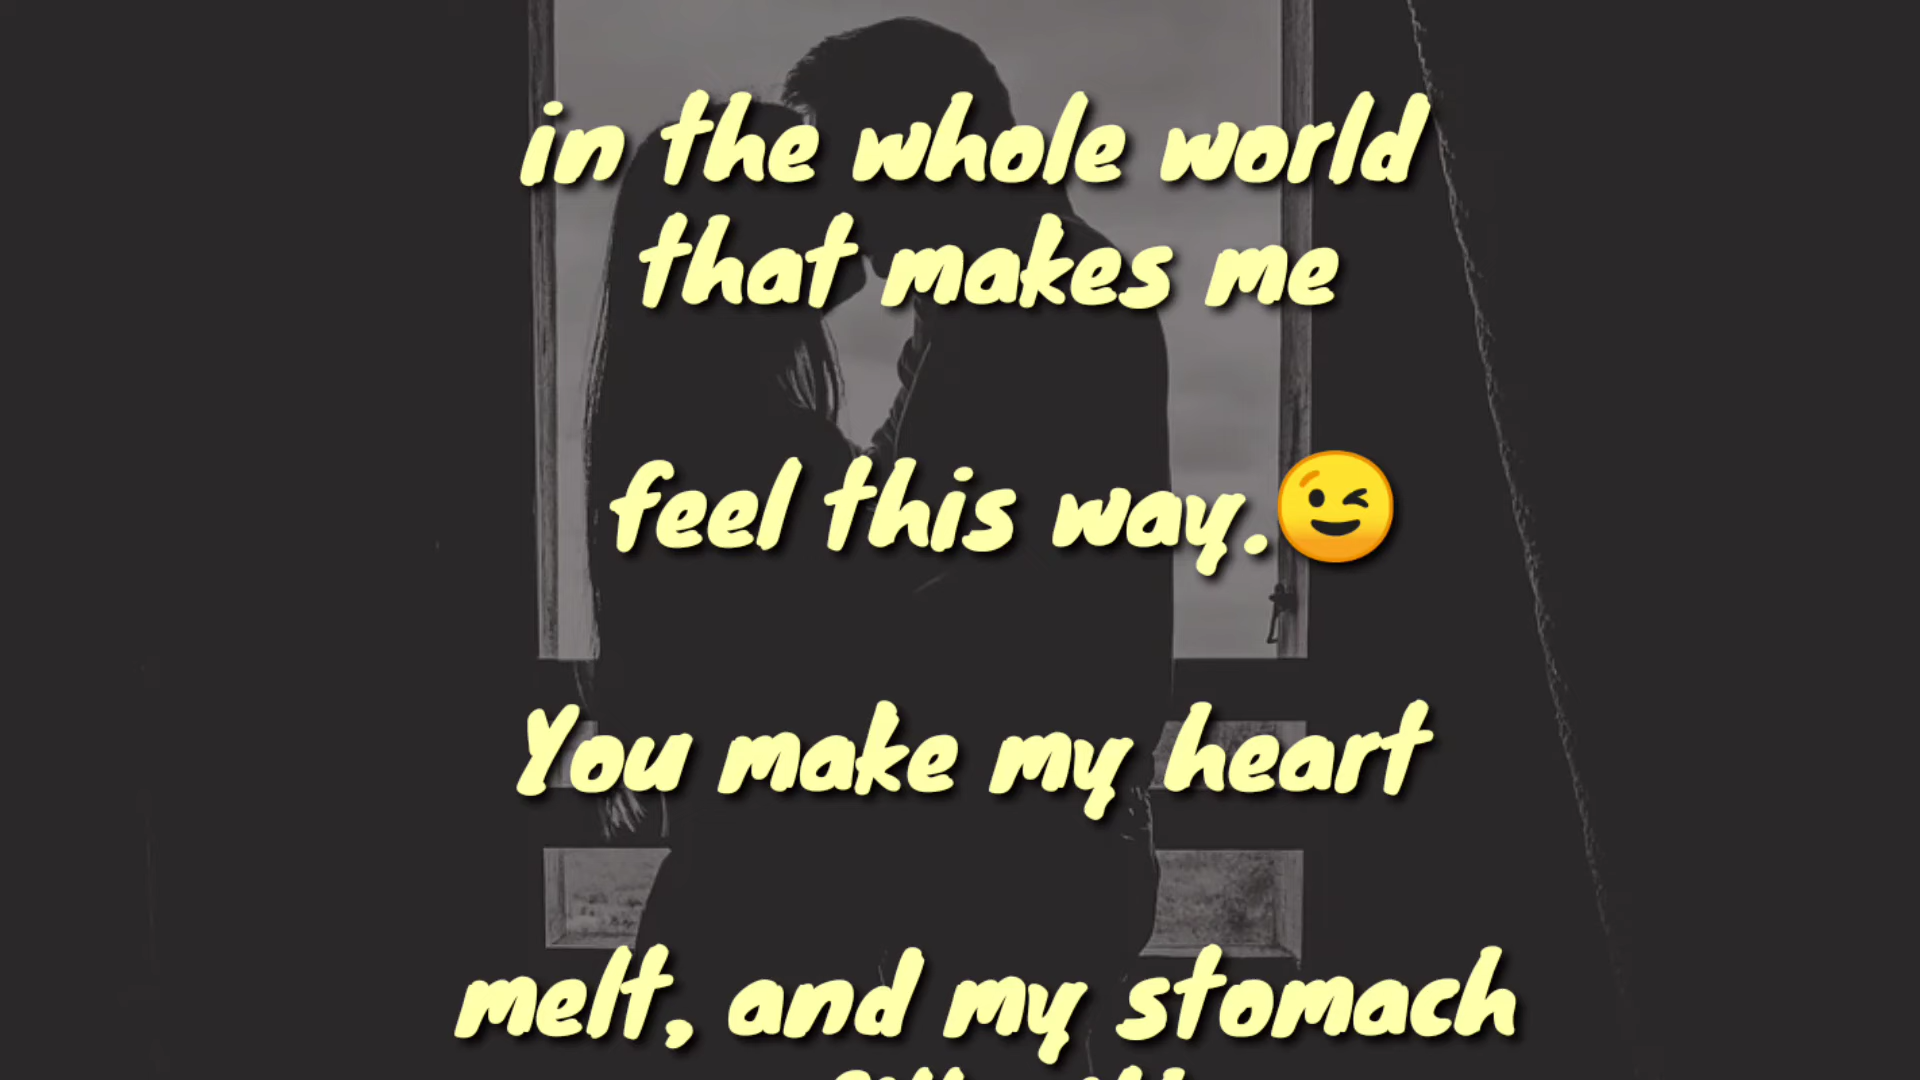 in the whole world
that makes me
feel this way.😉
You make my heart
melt, and my stomach